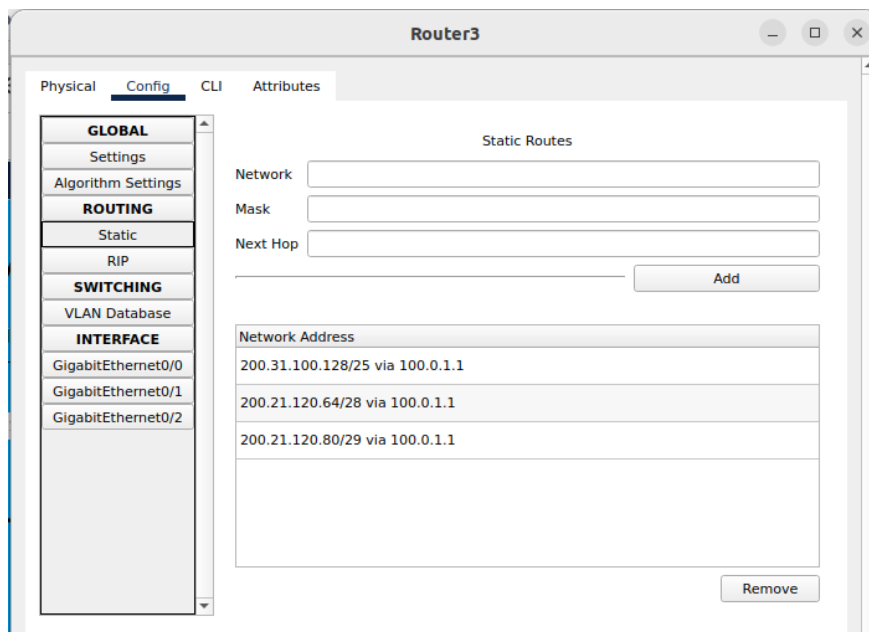 Router3
Physical Config CLI Attributes
GLOBAL
Settings
Algorithm Settings
ROUTING
Static
RIP
SWITCHING
VLAN Database
INTERFACE
GigabitEthernet0/0
GigabitEthernet0/1
GigabitEthernet0/2
Static Routes
Network
Mask
Next Hop
Add
Network Address
200.31.100.128/25 via 100.0.1.1
200.21.120.64/28 via 100.0.1.1
200.21.120.80/29 via 100.0.1.1
Remove